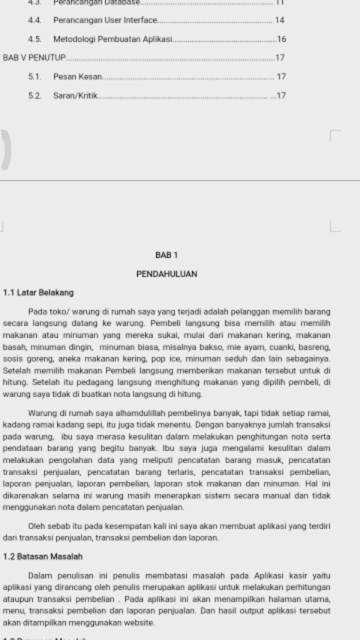 4.3. Perancangan Database........................................ 11
4.4. Perancangan User Interface.................................. 14
4.5. Metodologi Pembuatan Aplikasi...............................16
BAB V PENUTUP....................................................17
5.1. Pesan Kesan................................................. 17
5.2. Saran/Kritik................................................ ...17
BAB 1
PENDAHULUAN
1.1 Latar Belakang
Pada toko/ warung di rumah saya yang terjadi adalah pelanggan memilih barang
secara langsung datang ke warung. Pembeli langsung bisa memilih atau memilih
makanan atau minuman yang mereka sukai, mulai dari makanan kering, makanan
basah, minuman dingin, minuman biasa, misalnya bakso, mie ayam, cuanki, basreng,
sosis goreng, aneka makanan kering, pop ice, minuman seduh dan lain sebagainya.
Setelah memilih makanan Pembeli langsung memberikan makanan tersebut untuk di
hitung. Setelah itu pedagang langsung menghitung makanan yang dipilih pembeli, di
warung saya tidak di buatkan nota langsung di hitung.
Warung di rumah saya alhamdulillah pembelinya banyak, tapi tidak setiap ramai,
kadang ramai kadang sepi, itu juga tidak menentu. Dengan banyaknya jumlah transaksi
pada warung, ibu saya merasa kesulitan dalam melakukan penghitungan nota serta
pendataan barang yang begitu banyak. Ibu saya juga mengalami kesulitan dalam
melakukan pengolahan data yang meliputi pencatatan barang masuk, pencatatan
transaksi penjualan, pencatatan barang terlaris, pencatatan transaksi pembelian,
laporan penjualan, laporan pembelian, laporan stok makanan dan minuman. Hal ini
dikarenakan selama ini warung masih menerapkan sistem secara manual dan tidak
menggunakan nota dalam pencatatan penjualan.
Oleh sebab itu pada kesempatan kali ini saya akan membuat aplikasi yang terdiri
dari transaksi penjualan, transaksi pembelian dan laporan.
1.2 Batasan Masalah
Dalam penulisan ini penulis membatasi masalah pada Aplikasi kasir yaitu
aplikasi yang dirancang oleh penulis merupakan aplikasi untuk melakukan perhitungan
ataupun transaksi pembelian . Pada aplikasi ini akan menampilkan halaman utama,
menu, transaksi pembelian dan laporan penjualan. Dan hasil output aplikasi tersebut
akan ditampilkan menggunakan website.